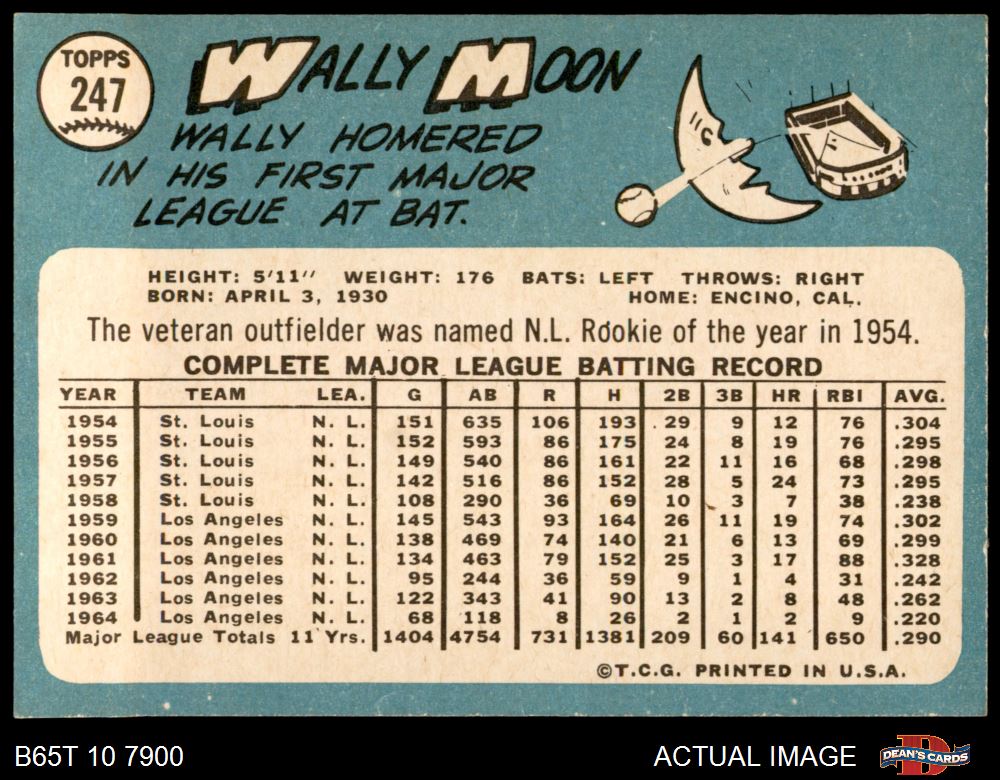 TOPPS
247
WALLY MOON
WALLY HOMERED
IN HIS FIRST MAJOR
LEAGUE AT BAT.
HEIGHT: 5'11" WEIGHT: 176 BATS: LEFT THROWS: RIGHT
BORN: APRIL 3, 1930 HOME: ENCINO, CAL.
The veteran outfielder was named N.L. Rookie of the year in 1954.
COMPLETE MAJOR LEAGUE BATTING RECORD
YEAR TEAM LEA. G AB R H 2B 3B HR RBI AVG.
1954 St. Louis N. L. 151 635 106 193 29 9 12 76 .304
1955 St. Louis N. L. 152 593 86 175 24 8 19 76 .295
1956 St. Louis N. L. 149 540 86 161 22 11 16 68 .298
1957 St. Louis N. L. 142 516 86 152 28 5 24 73 .295
1958 St. Louis N. L. 108 290 36 69 10 3 7 38 .238
1959 Los Angeles N. L. 145 543 93 164 26 11 19 74 .302
1960 Los Angeles N. L. 138 469 74 140 21 6 13 69 .299
1961 Los Angeles N. L. 134 463 79 152 25 3 17 88 .328
1962 Los Angeles N. L. 95 244 36 59 9 1 4 31 .242
1963 Los Angeles N. L. 122 343 41 90 13 2 8 48 .262
1964 Los Angeles N. L. 68 118 8 26 2 1 2 9 .220
Major League Totals 11 Yrs. 1404 4754 731 1381 209 60 141 650 .290
©T.C.G. PRINTED IN U.S.A.
B65T 10 7900 ACTUAL IMAGE
D
DEAN'S CARDS